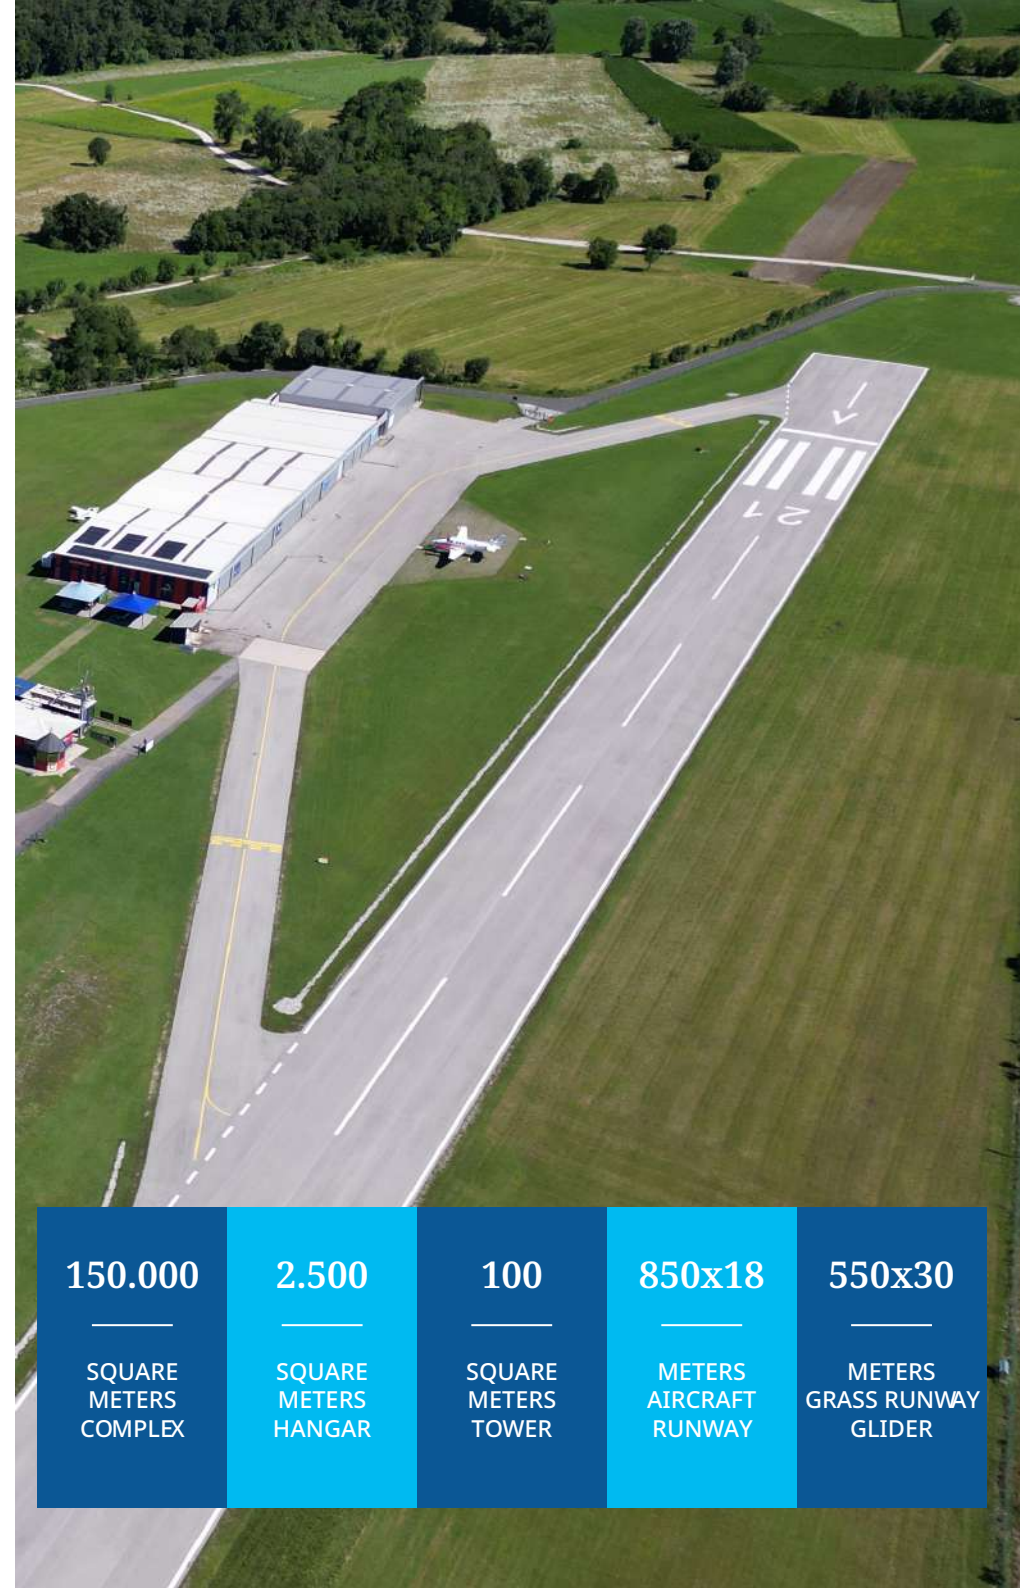 21
150.000
SQUARE
METERS
COMPLEX
2.500
SQUARE
METERS
HANGAR
100
SQUARE
METERS
TOWER
850x18
METERS
AIRCRAFT
RUNWAY
550x30
METERS
GRASS RUNWAY
GLIDER